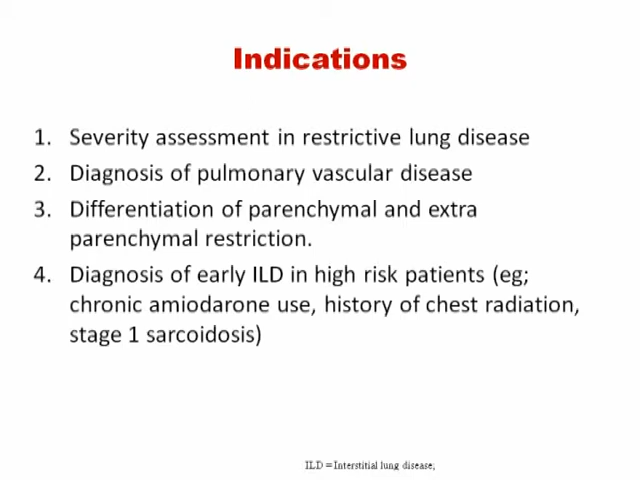 Indications
1. Severity assessment in restrictive lung disease
2. Diagnosis of pulmonary vascular disease
3. Differentiation of parenchymal and extra
parenchymal restriction.
4. Diagnosis of early ILD in high risk patients (eg;
chronic amiodarone use, history of chest radiation,
stage 1 sarcoidosis)
ILD = Interstitial lung disease;